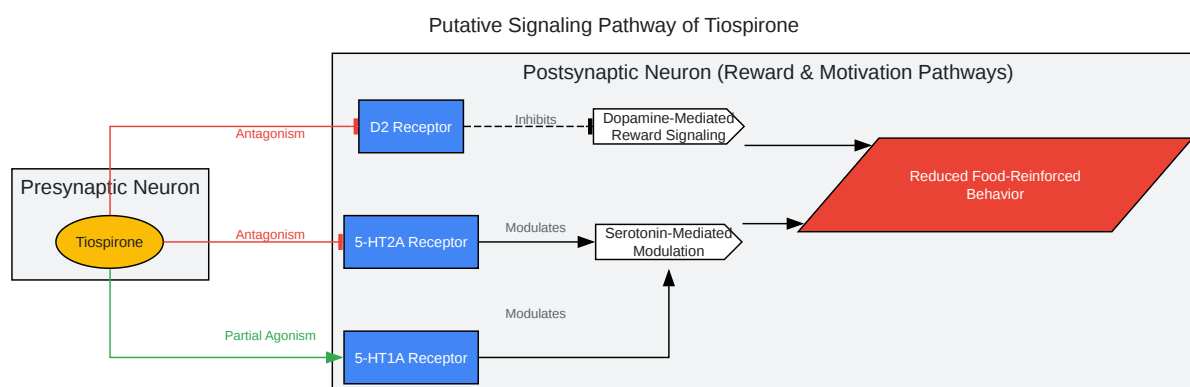 Putative Signaling Pathway of Tiospirone
Postsynaptic Neuron (Reward & Motivation Pathways)
D2 Receptor
Inhibits
Dopamine-Mediated
Reward Signaling
Antagonism
Presynaptic Neuron
Reduced Food-Reinforced
Behavior
Tiospirone
Antagonism
5-HT2A Receptor
Modulates
Serotonin-Mediated
Modulation
Modulates
Partial Agonism
5-HT1A Receptor